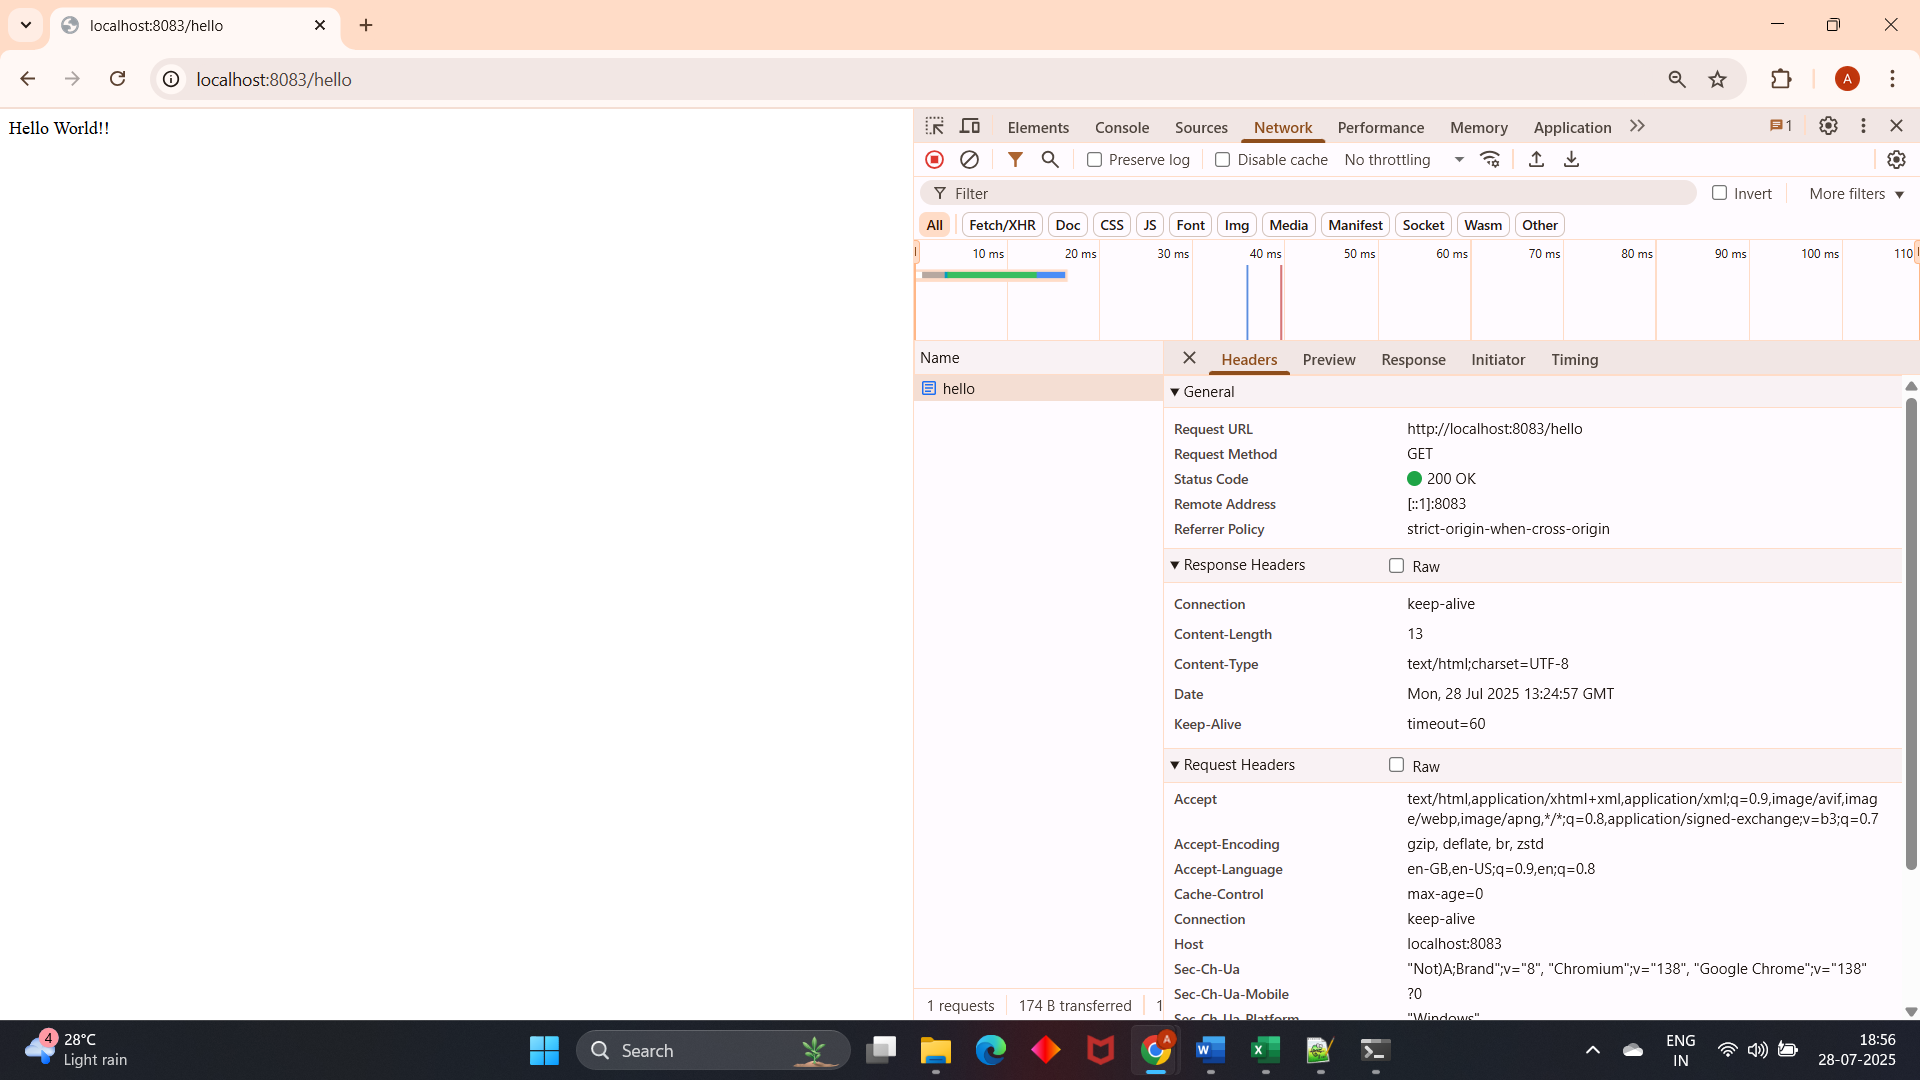 localhost:8083/hello
localhost:8083/hello
A
Hello World!!
Elements Console Sources Network Performance Memory Application 1
Preserve log Disable cache No throttling
Filter Invert More filters
All Fetch/XHR Doc CSS JS Font Img Media Manifest Socket Wasm Other
10 ms 20 ms 30 ms 40 ms 50 ms 60 ms 70 ms 80 ms 90 ms 100 ms 110
Name
hello
Headers Preview Response Initiator Timing
General
Request URL http://localhost:8083/hello
Request Method GET
Status Code 200 OK
Remote Address [::1]:8083
Referrer Policy strict-origin-when-cross-origin
Response Headers Raw
Connection keep-alive
Content-Length 13
Content-Type text/html;charset=UTF-8
Date Mon, 28 Jul 2025 13:24:57 GMT
Keep-Alive timeout=60
Request Headers Raw
Accept text/html,application/xhtml+xml,application/xml;q=0.9,image/avif,imag
e/webp,image/apng,*/*;q=0.8,application/signed-exchange;v=b3;q=0.7
Accept-Encoding gzip, deflate, br, zstd
Accept-Language en-GB,en-US;q=0.9,en;q=0.8
Cache-Control max-age=0
Connection keep-alive
Host localhost:8083
Sec-Ch-Ua "Not)A;Brand";v="8", "Chromium";v="138", "Google Chrome";v="138"
Sec-Ch-Ua-Mobile ?0
Sec-Ch-Ua-Platform "Windows"
1 requests 174 B transferred 1
4 28°C
Light rain
Search
A
W
X
ENG
IN
18:56
28-07-2025